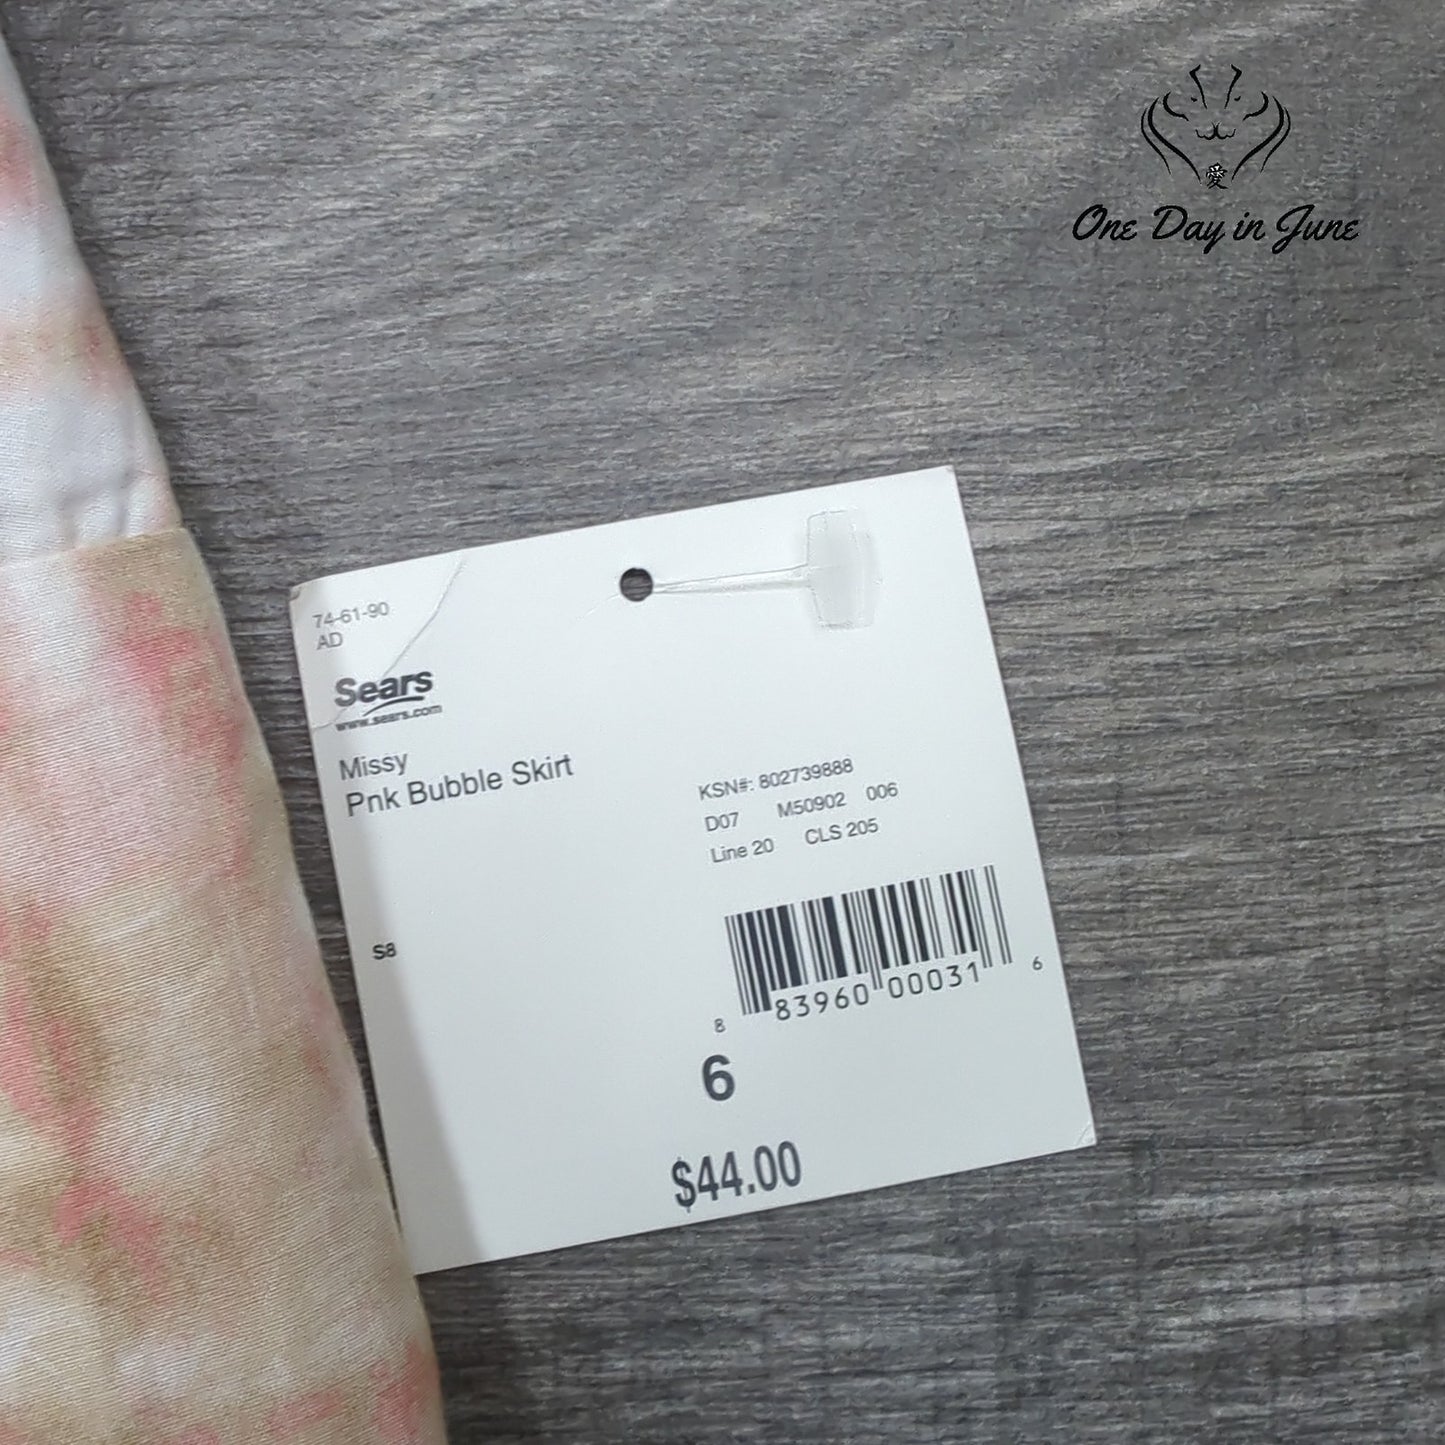 愛
One Day in June
74-61-90
AD
Sears
www.sears.com
Missy
Pnk Bubble Skirt
KSN#: 802739888
D07 M50902 006
Line 20 CLS 205
S8
8 83960 00031 6
6
$44.00